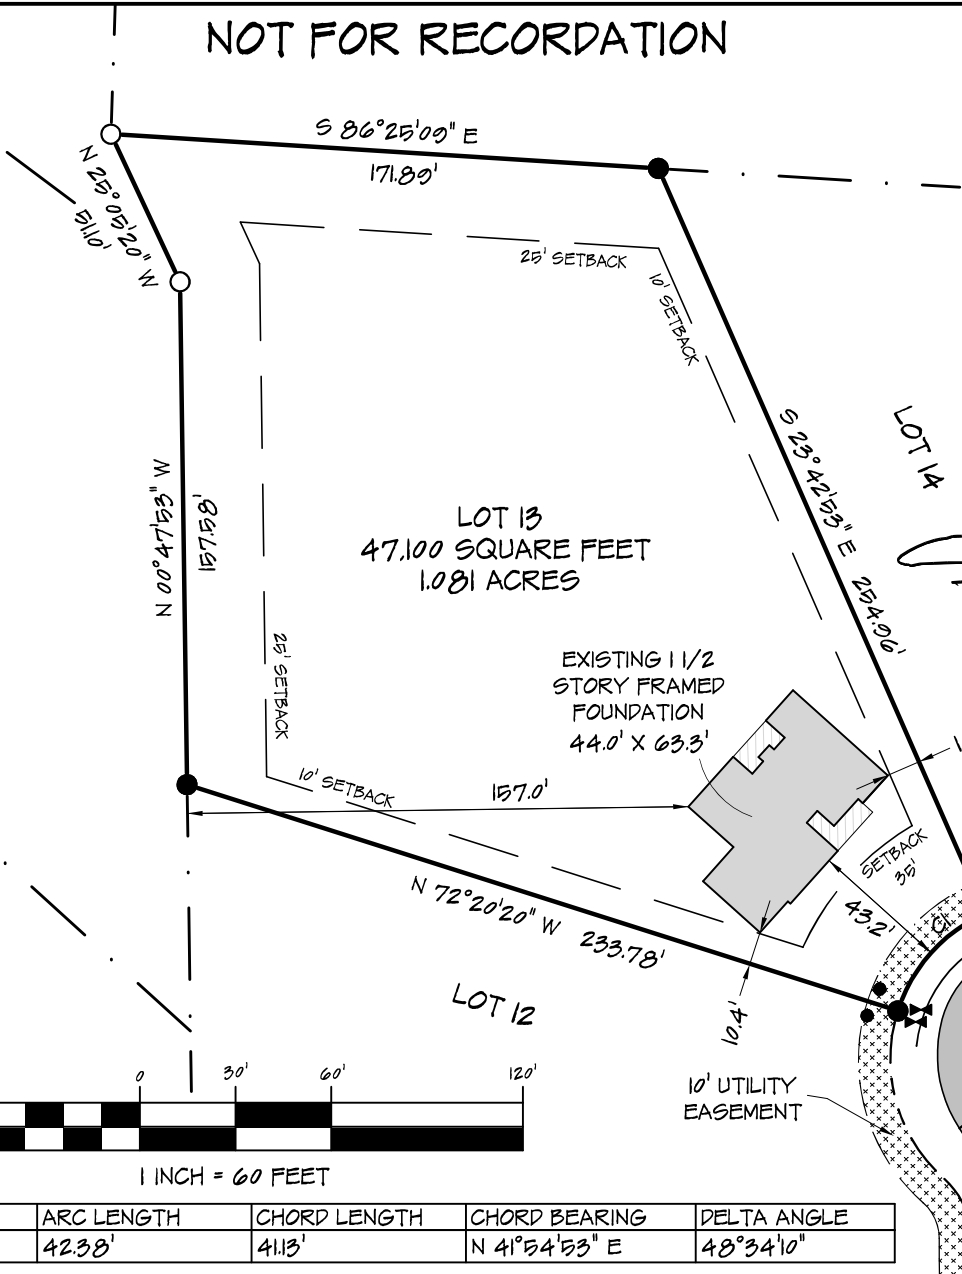 NOT FOR RECORDATION
S 86°25'09" E
171.89'
N 25°05'20" W
51.10'
25' SETBACK
10' SETBACK
S 23°42'53" E 254.96'
LOT 14
N 00°47'53" W
157.58'
LOT 13
47,100 SQUARE FEET
1.081 ACRES
25' SETBACK
EXISTING 1 1/2
STORY FRAMED
FOUNDATION
44.0' X 63.3'
10' SETBACK
157.0'
SETBACK
35'
43.2'
C1
N 72°20'20" W 233.78'
10.4'
LOT 12
10' UTILITY
EASEMENT
0 30' 60' 120'
1 INCH = 60 FEET
ARC LENGTH CHORD LENGTH CHORD BEARING DELTA ANGLE
42.38' 41.13' N 41°54'53" E 48°34'10"